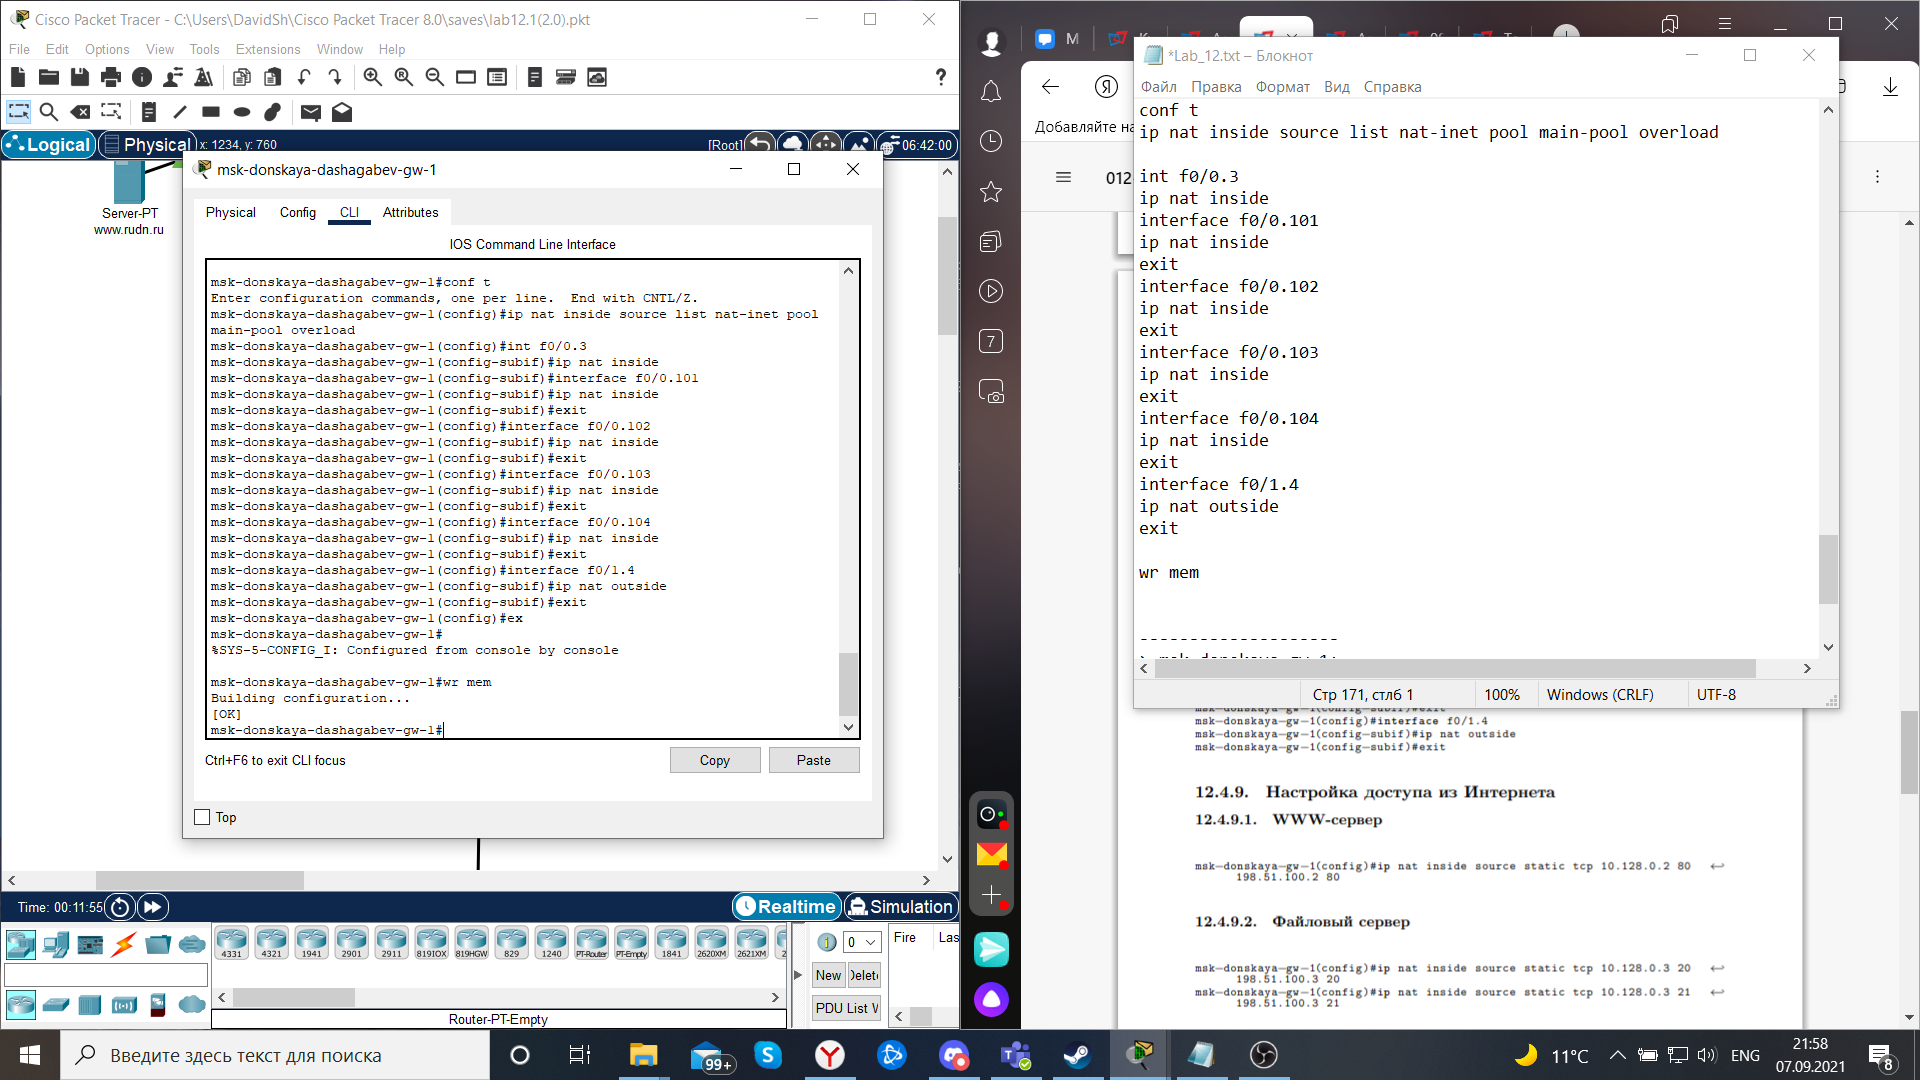 Cisco Packet Tracer - C:\Users\DavidSh\Cisco Packet Tracer 8.0\saves\lab12.1(2.0).pkt
File Edit Options View Tools Extensions Window Help
Logical Physical x: 1234, y: 760 [Root] 06:42:00
Server-PT
www.rudn.ru
msk-donskaya-dashagabev-gw-1
Physical Config CLI Attributes
IOS Command Line Interface
msk-donskaya-dashagabev-gw-1#conf t
Enter configuration commands, one per line.  End with CNTL/Z.
msk-donskaya-dashagabev-gw-1(config)#ip nat inside source list nat-inet pool
main-pool overload
msk-donskaya-dashagabev-gw-1(config)#int f0/0.3
msk-donskaya-dashagabev-gw-1(config-subif)#ip nat inside
msk-donskaya-dashagabev-gw-1(config-subif)#interface f0/0.101
msk-donskaya-dashagabev-gw-1(config-subif)#ip nat inside
msk-donskaya-dashagabev-gw-1(config-subif)#exit
msk-donskaya-dashagabev-gw-1(config)#interface f0/0.102
msk-donskaya-dashagabev-gw-1(config-subif)#ip nat inside
msk-donskaya-dashagabev-gw-1(config-subif)#exit
msk-donskaya-dashagabev-gw-1(config)#interface f0/0.103
msk-donskaya-dashagabev-gw-1(config-subif)#ip nat inside
msk-donskaya-dashagabev-gw-1(config-subif)#exit
msk-donskaya-dashagabev-gw-1(config)#interface f0/0.104
msk-donskaya-dashagabev-gw-1(config-subif)#ip nat inside
msk-donskaya-dashagabev-gw-1(config-subif)#exit
msk-donskaya-dashagabev-gw-1(config)#interface f0/1.4
msk-donskaya-dashagabev-gw-1(config-subif)#ip nat outside
msk-donskaya-dashagabev-gw-1(config-subif)#exit
msk-donskaya-dashagabev-gw-1(config)#ex
msk-donskaya-dashagabev-gw-1#
%SYS-5-CONFIG_I: Configured from console by console
msk-donskaya-dashagabev-gw-1#wr mem
Building configuration...
[OK]
msk-donskaya-dashagabev-gw-1#
Ctrl+F6 to exit CLI focus Copy Paste
Top
Time: 00:11:55 Realtime Simulation
4331 4321 1941 2901 2911 819IOX 819HGW 829 1240 PT-Router PT-Empty 1841 2620XM 2621XM
0 Fire
New
PDU List
Router-PT-Empty
M
Добавляйте
012
7
*Lab_12.txt – Блокнот
Файл Правка Формат Вид Справка
conf t
ip nat inside source list nat-inet pool main-pool overload
int f0/0.3
ip nat inside
interface f0/0.101
ip nat inside
exit
interface f0/0.102
ip nat inside
exit
interface f0/0.103
ip nat inside
exit
interface f0/0.104
ip nat inside
exit
interface f0/1.4
ip nat outside
exit
wr mem
--------------------
Стр 171, стлб 1 100% Windows (CRLF) UTF-8
msk-donskaya-gw-1(config-subif)#exit
msk-donskaya-gw-1(config)#interface f0/1.4
msk-donskaya-gw-1(config-subif)#ip nat outside
msk-donskaya-gw-1(config-subif)#exit
12.4.9. Настройка доступа из Интернета
12.4.9.1. WWW-сервер
msk-donskaya-gw-1(config)#ip nat inside source static tcp 10.128.0.2 80 ↩
198.51.100.2 80
12.4.9.2. Файловый сервер
msk-donskaya-gw-1(config)#ip nat inside source static tcp 10.128.0.3 20 ↩
198.51.100.3 20
msk-donskaya-gw-1(config)#ip nat inside source static tcp 10.128.0.3 21 ↩
198.51.100.3 21
Введите здесь текст для поиска
99+
11°C ENG
21:58
07.09.2021
8